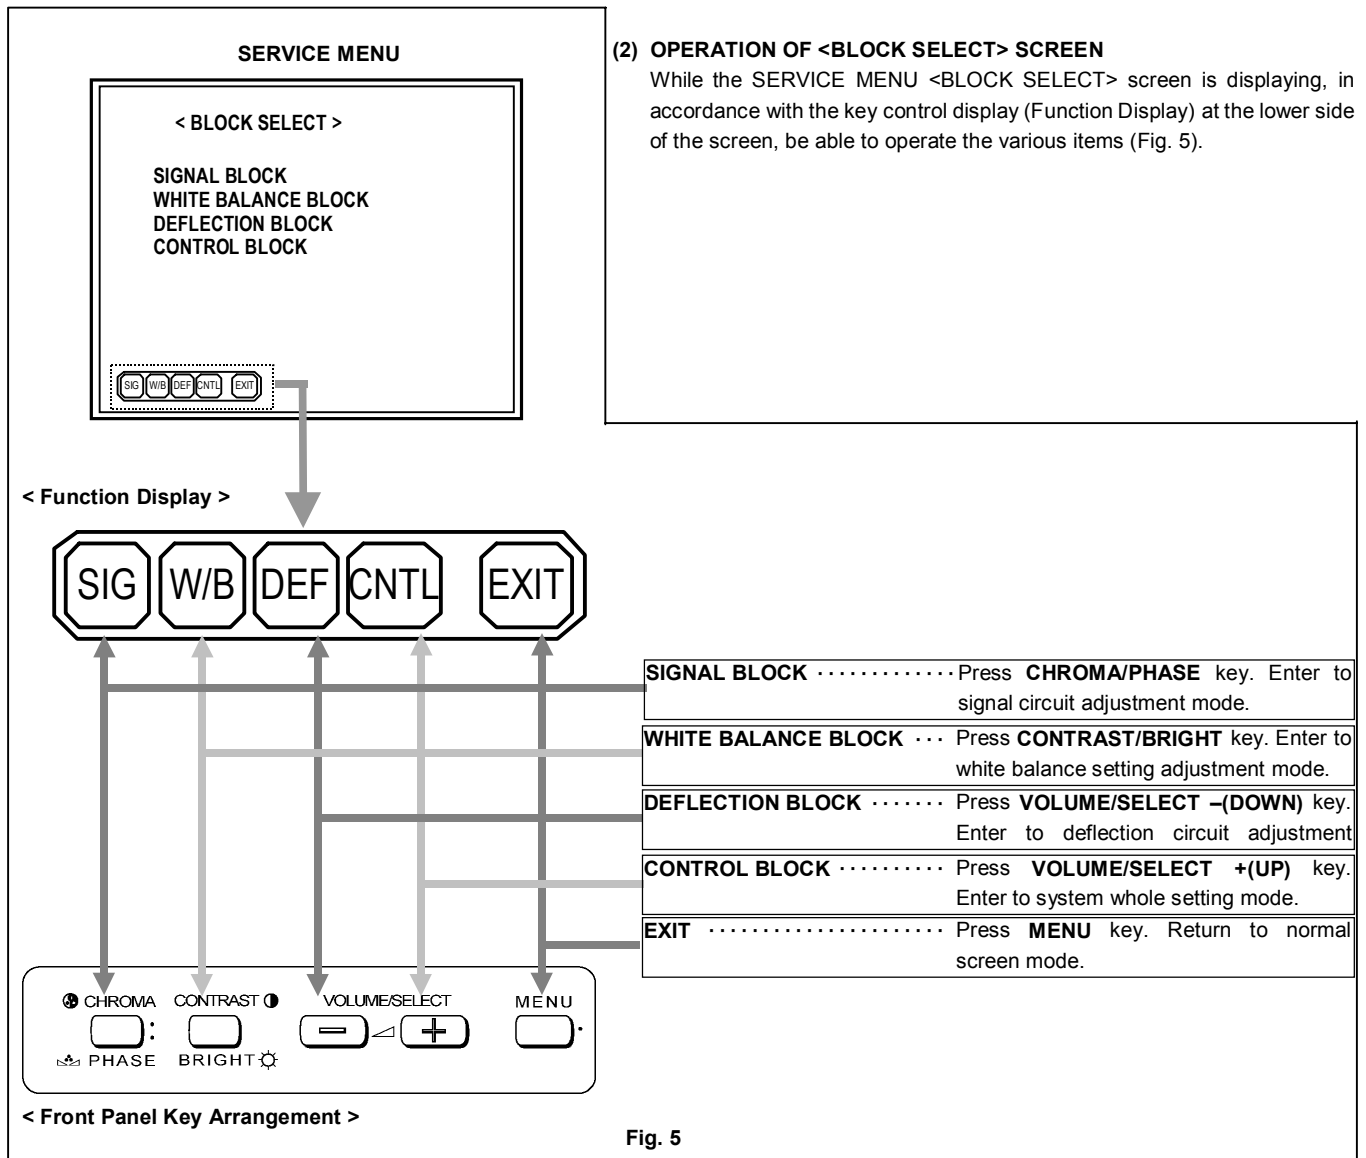 SERVICE MENU
< BLOCK SELECT >
SIGNAL BLOCK
WHITE BALANCE BLOCK
DEFLECTION BLOCK
CONTROL BLOCK
SIG W/B DEF CNTL EXIT
(2) OPERATION OF <BLOCK SELECT> SCREEN
While the SERVICE MENU <BLOCK SELECT> screen is displaying, in
accordance with the key control display (Function Display) at the lower side
of the screen, be able to operate the various items (Fig. 5).
< Function Display >
SIG W/B DEF CNTL EXIT
SIGNAL BLOCK ············· Press CHROMA/PHASE key. Enter to
signal circuit adjustment mode.
WHITE BALANCE BLOCK ··· Press CONTRAST/BRIGHT key. Enter to
white balance setting adjustment mode.
DEFLECTION BLOCK ······· Press VOLUME/SELECT –(DOWN) key.
Enter to deflection circuit adjustment
CONTROL BLOCK ·········· Press VOLUME/SELECT +(UP) key.
Enter to system whole setting mode.
EXIT ······················ Press MENU key. Return to normal
screen mode.
CHROMA CONTRAST VOLUME/SELECT MENU
PHASE BRIGHT
< Front Panel Key Arrangement >
Fig. 5